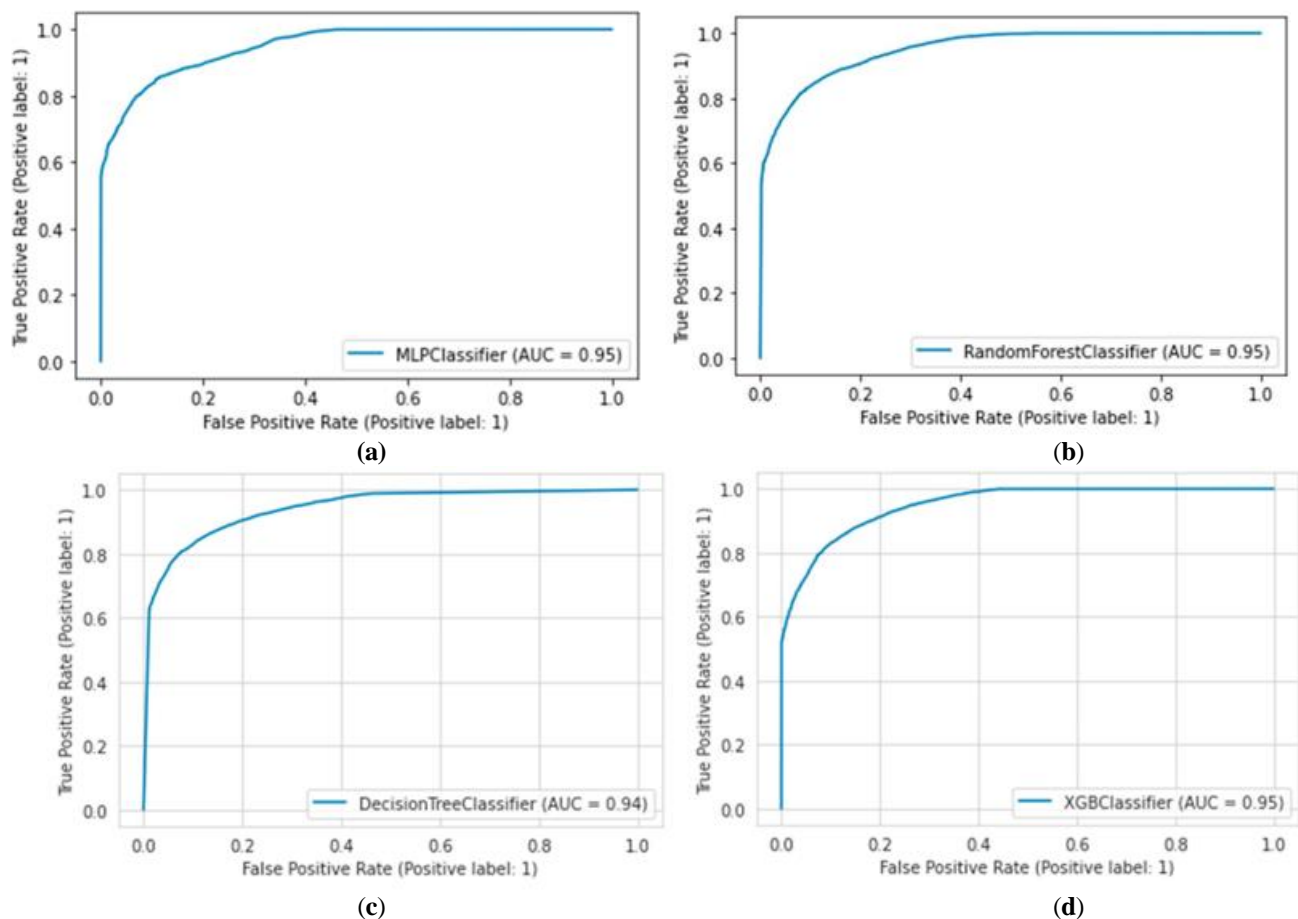 True Positive Rate (Positive label: 1)
1.0
0.8
0.6
0.4
0.2
0.0
MLPClassifier (AUC = 0.95)
0.0 0.2 0.4 0.6 0.8 1.0
False Positive Rate (Positive label: 1)
(a)
True Positive Rate (Positive label: 1)
1.0
0.8
0.6
0.4
0.2
0.0
RandomForestClassifier (AUC = 0.95)
0.0 0.2 0.4 0.6 0.8 1.0
False Positive Rate (Positive label: 1)
(b)
True Positive Rate (Positive label: 1)
1.0
0.8
0.6
0.4
0.2
0.0
DecisionTreeClassifier (AUC = 0.94)
0.0 0.2 0.4 0.6 0.8 1.0
False Positive Rate (Positive label: 1)
(c)
True Positive Rate (Positive label: 1)
1.0
0.8
0.6
0.4
0.2
0.0
XGBClassifier (AUC = 0.95)
0.0 0.2 0.4 0.6 0.8 1.0
False Positive Rate (Positive label: 1)
(d)